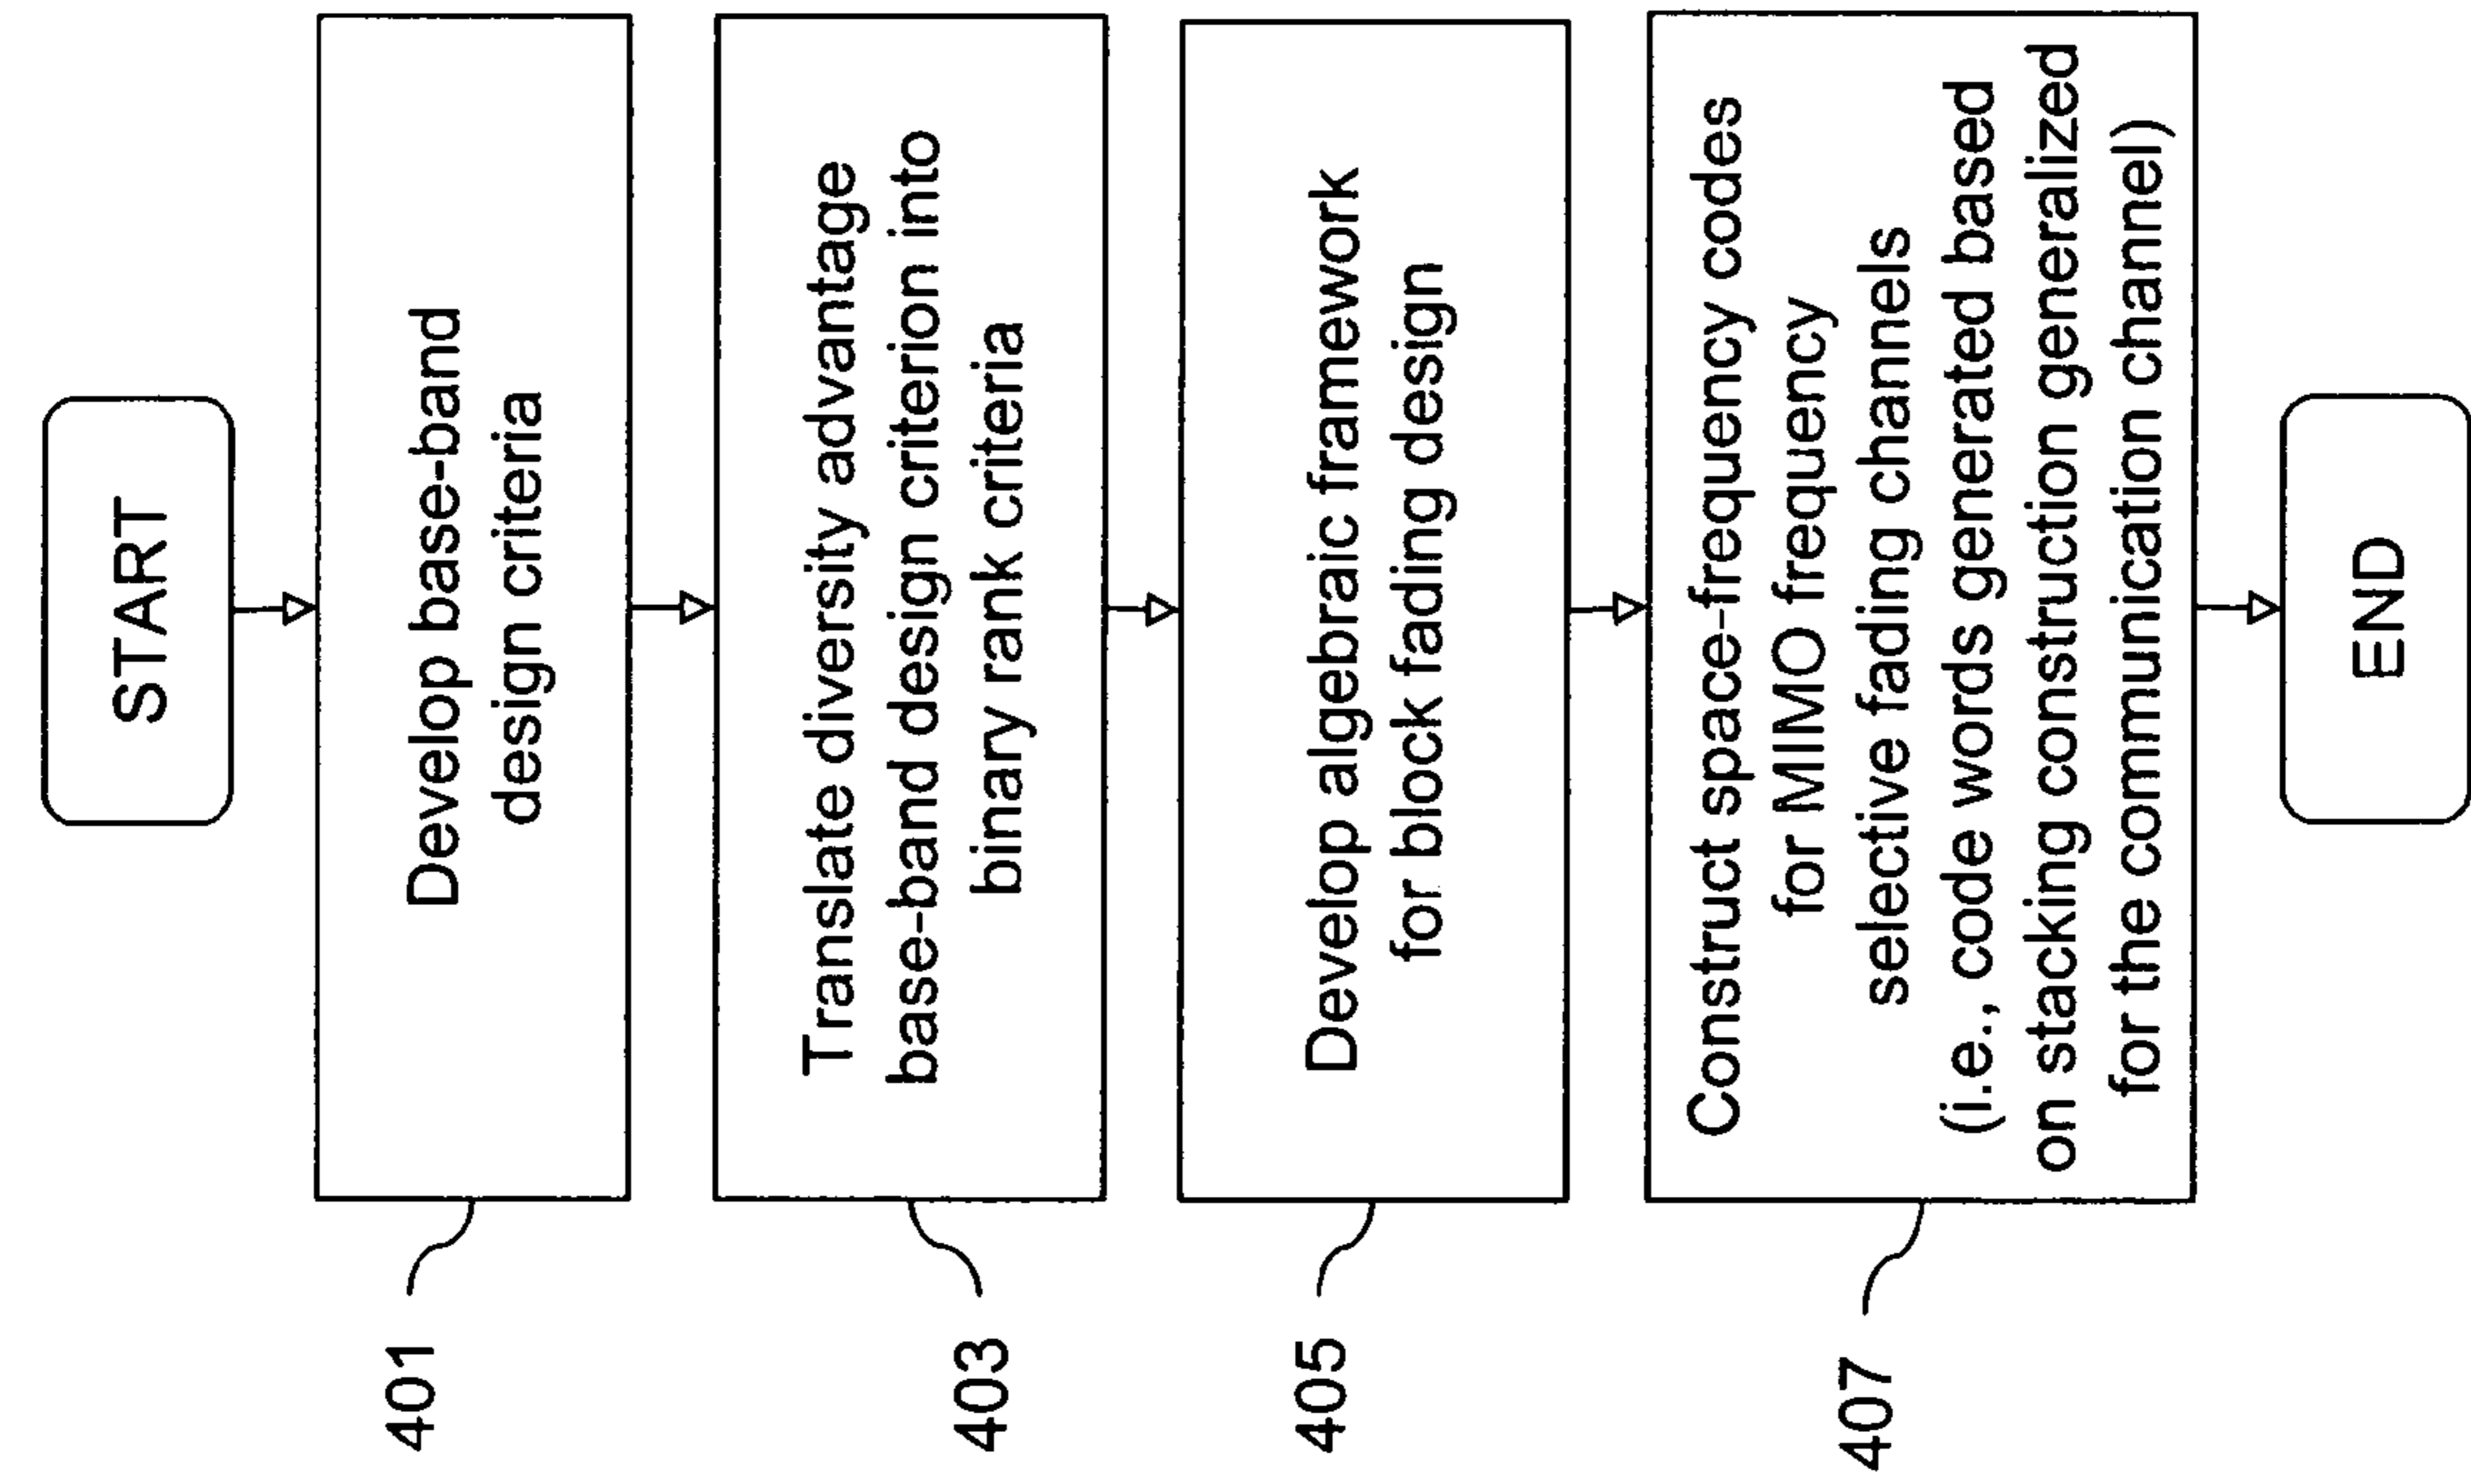 START
401
Develop base-band
design criteria
403
Translate diversity advantage
base-band design criterion into
binary rank criteria
405
Develop algebraic framework
for block fading design
407
Construct space-frequency codes
for MIMO frequency
selective fading channels
(i.e., code words generated based
on stacking construction generalized
for the communication channel)
END